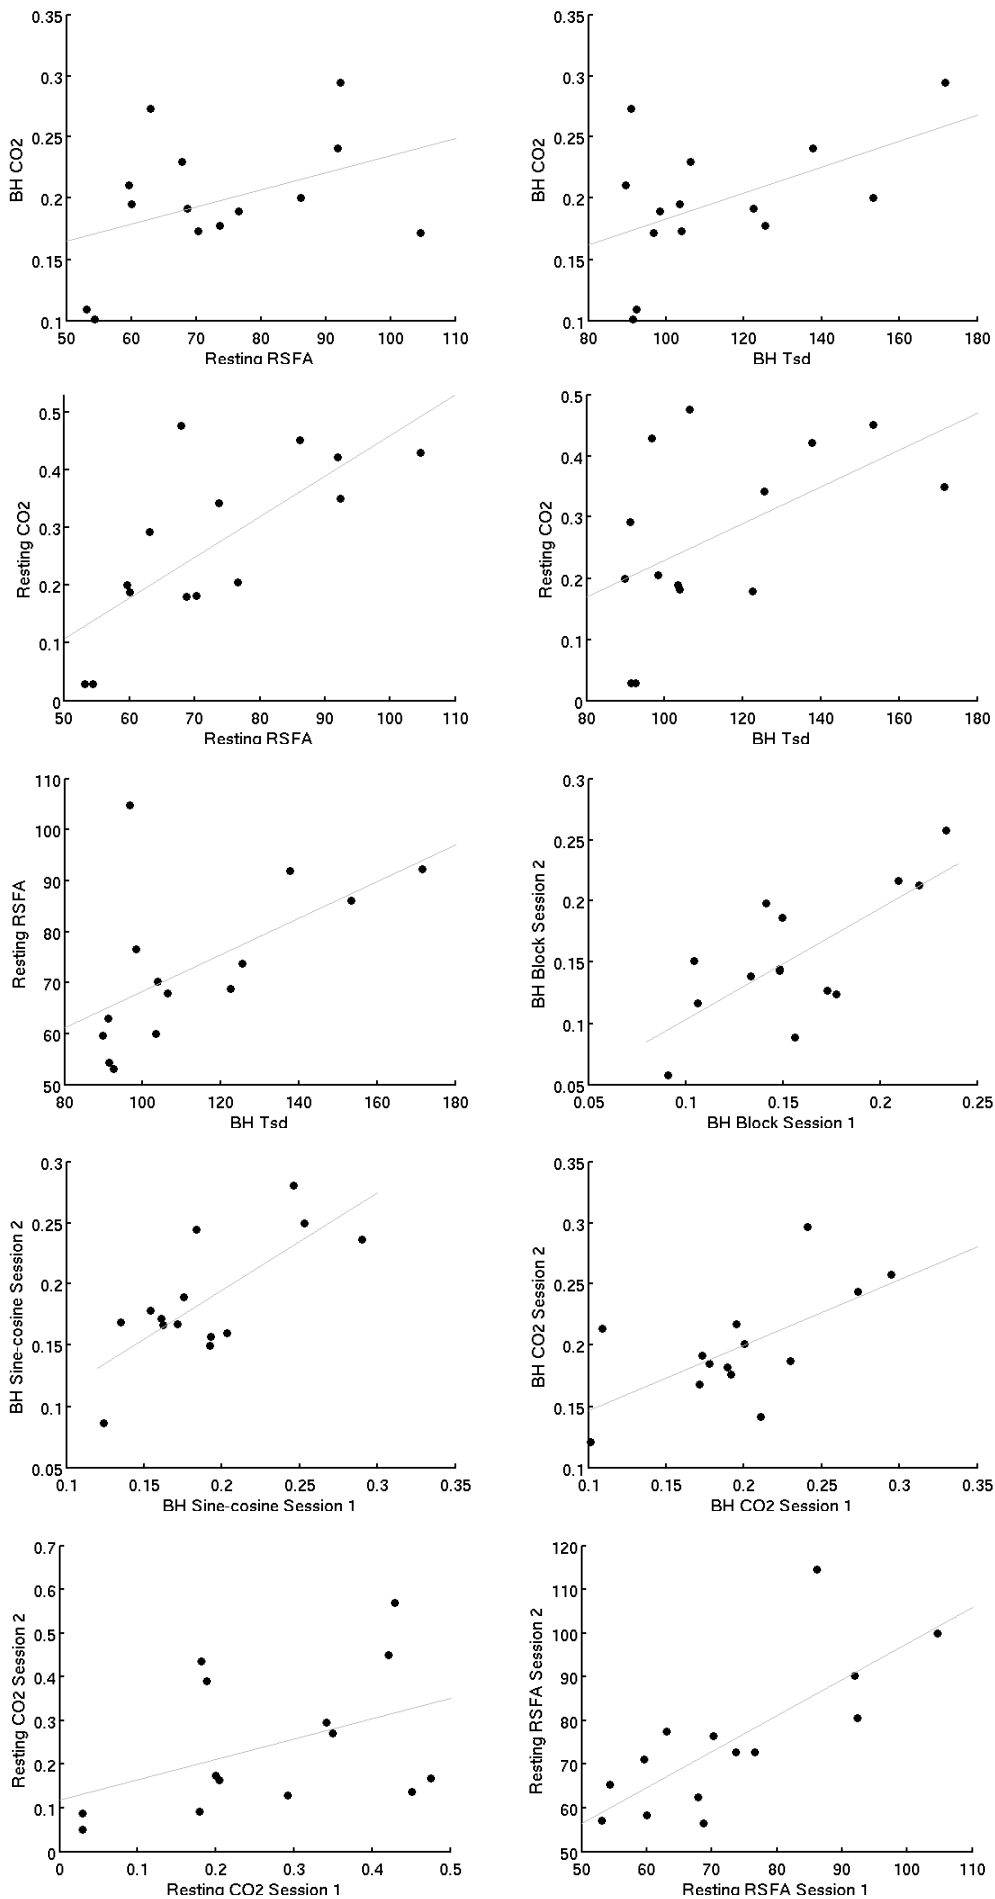 0.35 0.3 0.25 0.2 0.15 0.1
BH CO2
50 60 70 80 90 100 110
Resting RSFA
0.35 0.3 0.25 0.2 0.15 0.1
BH CO2
80 100 120 140 160 180
BH Tsd
0.5 0.4 0.3 0.2 0.1 0
Resting CO2
50 60 70 80 90 100 110
Resting RSFA
0.5 0.4 0.3 0.2 0.1 0
Resting CO2
80 100 120 140 160 180
BH Tsd
110 100 90 80 70 60 50
Resting RSFA
80 100 120 140 160 180
BH Tsd
0.3 0.25 0.2 0.15 0.1 0.05
BH Block Session 2
0.05 0.1 0.15 0.2 0.25
BH Block Session 1
0.3 0.25 0.2 0.15 0.1 0.05
BH Sine-cosine Session 2
0.1 0.15 0.2 0.25 0.3 0.35
BH Sine-cosine Session 1
0.35 0.3 0.25 0.2 0.15 0.1
BH CO2 Session 2
0.1 0.15 0.2 0.25 0.3 0.35
BH CO2 Session 1
0.7 0.6 0.5 0.4 0.3 0.2 0.1 0
Resting CO2 Session 2
0 0.1 0.2 0.3 0.4 0.5
Resting CO2 Session 1
120 110 100 90 80 70 60 50
Resting RSFA Session 2
50 60 70 80 90 100 110
Resting RSFA Session 1